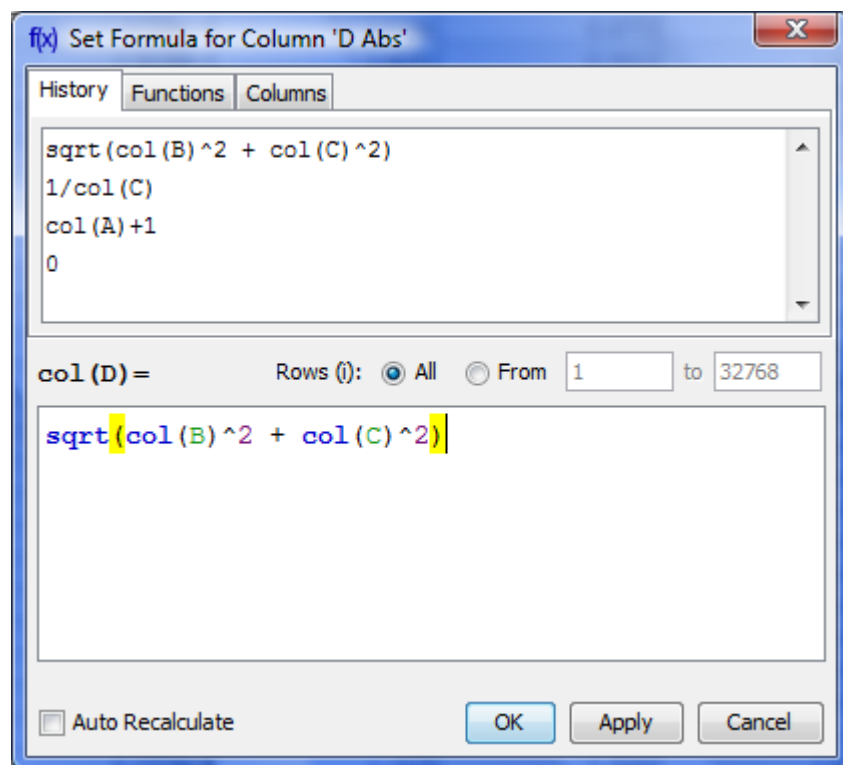 f(x) Set Formula for Column 'D Abs'
History Functions Columns
sqrt(col(B)^2 + col(C)^2)
1/col(C)
col(A)+1
0
col(D)= Rows (i): All From 1 to 32768
sqrt(col(B)^2 + col(C)^2)
Auto Recalculate OK Apply Cancel